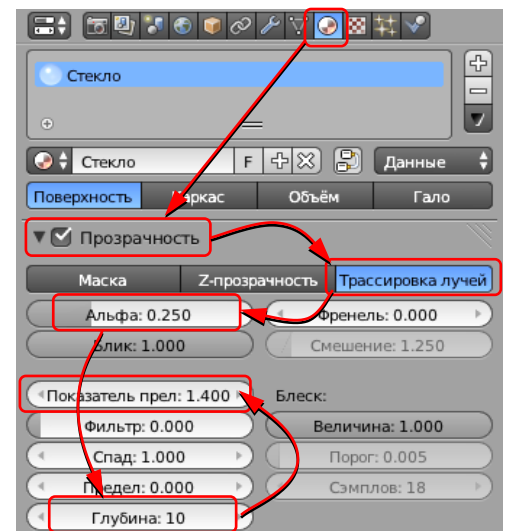 Стекло
Стекло F Данные
Поверхность Каркас Объём Гало
Прозрачность
Маска Z-прозрачность Трассировка лучей
Альфа: 0.250 Френель: 0.000
Блик: 1.000 Смешение: 1.250
Показатель прел: 1.400 Блеск:
Фильтр: 0.000 Величина: 1.000
Спад: 1.000 Порог: 0.005
Предел: 0.000 Сэмплов: 18
Глубина: 10